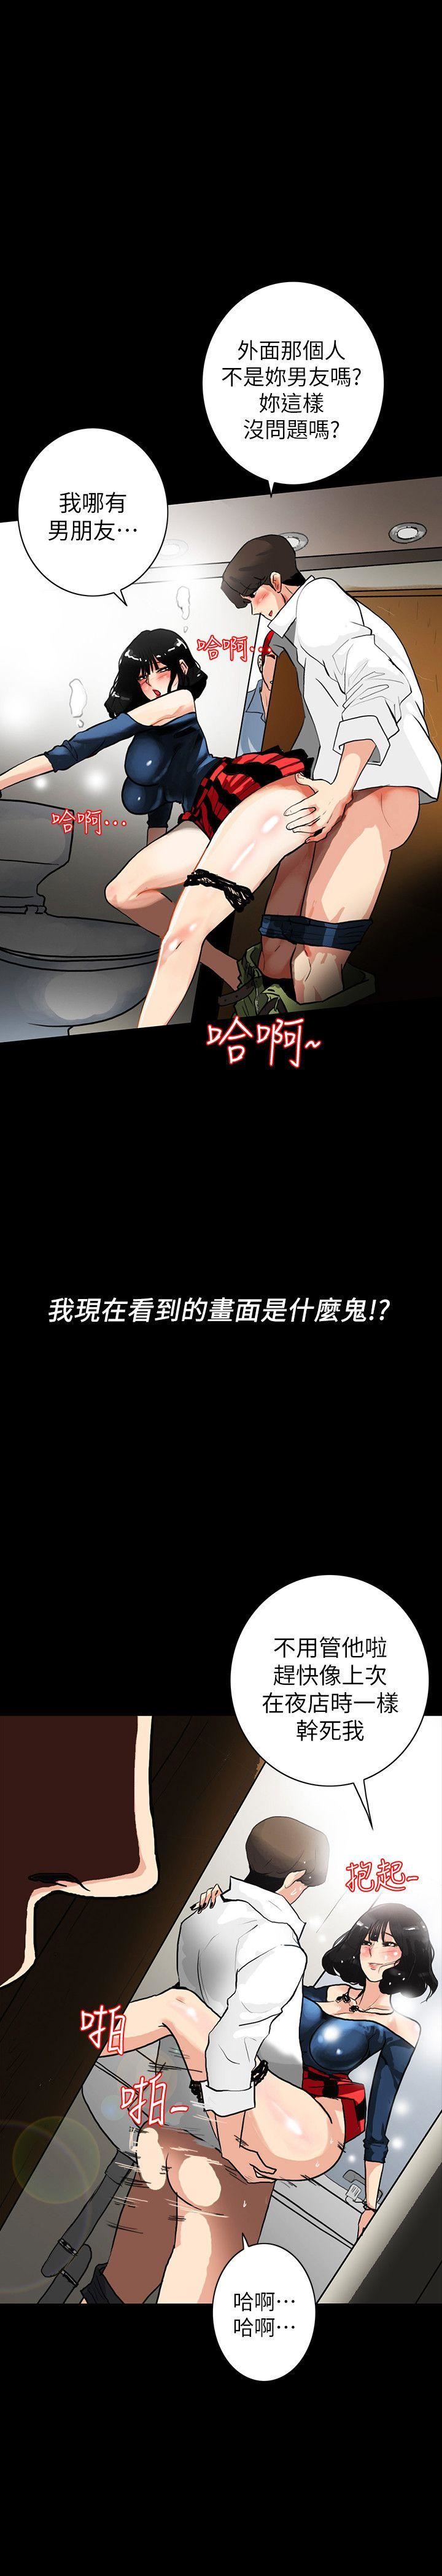 外面那個人
不是妳男友嗎?
妳這樣
沒問題嗎?
我哪有
男朋友…
哈啊…
哈啊…
哈啊~
我現在看到的畫面是什麼鬼!?
不用管他啦
趕快像上次
在夜店時一樣
幹死我
抱起~
啪
啪~
哈啊…
哈啊…